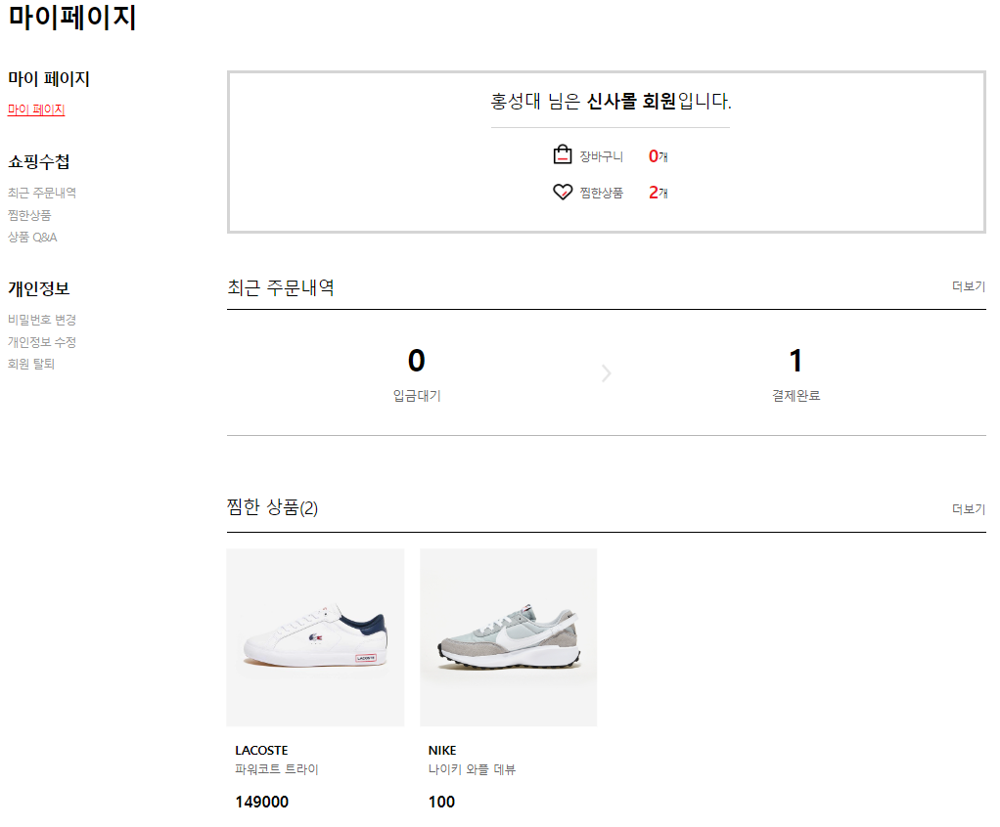 마이페이지
마이 페이지
마이 페이지
쇼핑수첩
최근 주문내역
찜한상품
상품 Q&A
개인정보
비밀번호 변경
개인정보 수정
회원 탈퇴
홍성대 님은 신사몰 회원입니다.
장바구니 0개
찜한상품 2개
최근 주문내역 더보기
0 1
입금대기 결제완료
찜한 상품(2) 더보기
LACOSTE
LACOSTE
파워코트 트라이
149000
NIKE
나이키 와플 데뷰
100